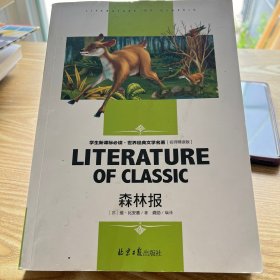 LITERATURE OF CLASSIC
学生新课标必读·世界经典文学名著
LITERATURE
OF CLASSIC
森林报
[苏] 维·比安基/著
北京日报出版社